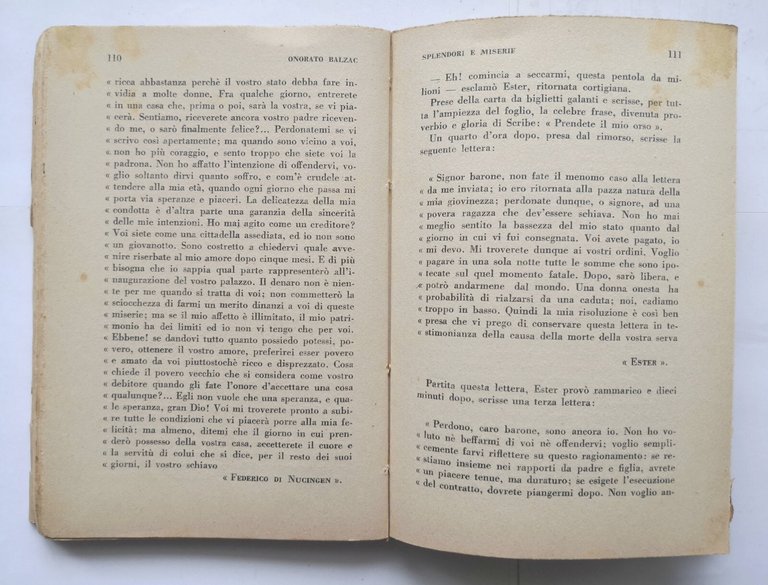 110
ONORATO BALZAC
« ricca abbastanza perchè il vostro stato debba fare in-
« vidia a molte donne. Fra qualche giorno, entrerete
« in una casa che, prima o poi, sarà la vostra, se vi pia-
« cerà. Sentiamo, riceverete ancora vostro padre riceven-
« do me, o sarò finalmente felice?... Perdonatemi se vi
« scrivo così apertamente; ma quando sono vicino a voi,
« non ho più coraggio, e sento troppo che siete voi la
« padrona. Non ho affatto l'intenzione di offendervi, vo-
« glio soltanto dirvi quanto soffro, e com'è crudele at-
« tendere alla mia età, quando ogni giorno che passa mi
« porta via speranze e piaceri. La delicatezza della mia
« condotta è d'altra parte una garanzia della sincerità
« delle mie intenzioni. Ho mai agito come un creditore?
« Voi siete come una cittadella assediata, ed io non sono
« un giovanotto. Sono costretto a chiedervi quale avve-
« nire riserbate al mio amore dopo cinque mesi. E di più
« bisogna che io sappia qual parte rappresenterò all'i-
« naugurazione del vostro palazzo. Il denaro non è nien-
« te per me quando si tratta di voi; non commetterò la
« sciocchezza di farmi un merito dinanzi a voi di queste
« miserie; ma se il mio affetto è illimitato, il mio patri-
« monio ha dei limiti ed io non vi tengo che per voi.
« Ebbene! se dandovi tutto quanto possiedo potessi, po-
« vero, ottenere il vostro amore, preferirei esser povero
« e amato da voi piuttostochè ricco e disprezzato. Cosa
« chiede il povero vecchio che si considera come vostro
« debitore quando gli fate l'onore d'accettare una cosa
« qualunque?... Egli non vuole che una speranza, e qua-
« le speranza, gran Dio! Voi mi troverete pronto a subi-
« re tutte le condizioni che vi piacerà porre alla mia fe-
« licità; ma almeno, ditemi che il giorno in cui pren-
« derò possesso della vostra casa, accetterete il cuore e
« la servitù di colui che si dice, per il resto dei suoi
« giorni, il vostro schiavo
« FEDERICO DI NUCINGEN ».
SPLENDORI E MISERIE
111
— Eh! comincia a seccarmi, questa pentola da mi-
lioni — esclamò Ester, ritornata cortigiana.
Prese della carta da biglietti galanti e scrisse, per tut-
ta l'ampiezza del foglio, la celebre frase, divenuta pro-
verbio e gloria di Scribe: « Prendete il mio orso ».
Un quarto d'ora dopo, presa dal rimorso, scrisse la
seguente lettera:
« Signor barone, non fate il menomo caso alla lettera
« da me inviata; io ero ritornata alla pazza natura della
« mia giovinezza; perdonate dunque, o signore, ad una
« povera ragazza che dev'essere schiava. Non ho mai
« meglio sentito la bassezza del mio stato quanto dal
« giorno in cui vi fui consegnata. Voi avete pagato, io
« mi devo. Mi troverete dunque ai vostri ordini. Voglio
« pagare in una sola notte tutte le somme che sono ipo-
« tecate su quel momento fatale. Dopo, sarò libera, e
« potrò andarmene dal mondo. Una donna onesta ha
« probabilità di rialzarsi da una caduta; noi, cadiamo
« troppo in basso. Quindi la mia risoluzione è così ben
« presa che vi prego di conservare questa lettera in te-
« stimonianza della causa della morte della vostra serva
« ESTER ».
Partita questa lettera, Ester provò rammarico e dieci
minuti dopo, scrisse una terza lettera:
« Perdono, caro barone, sono ancora io. Non ho vo-
« luto nè beffarmi di voi nè offendervi; voglio sempli-
« cemente farvi riflettere su questo ragionamento: se re-
« stiamo insieme nei rapporti da padre e figlia, avrete
« un piacere tenue, ma duraturo; se esigete l'esecuzione
« del contratto, dovrete piangermi dopo. Non voglio an-